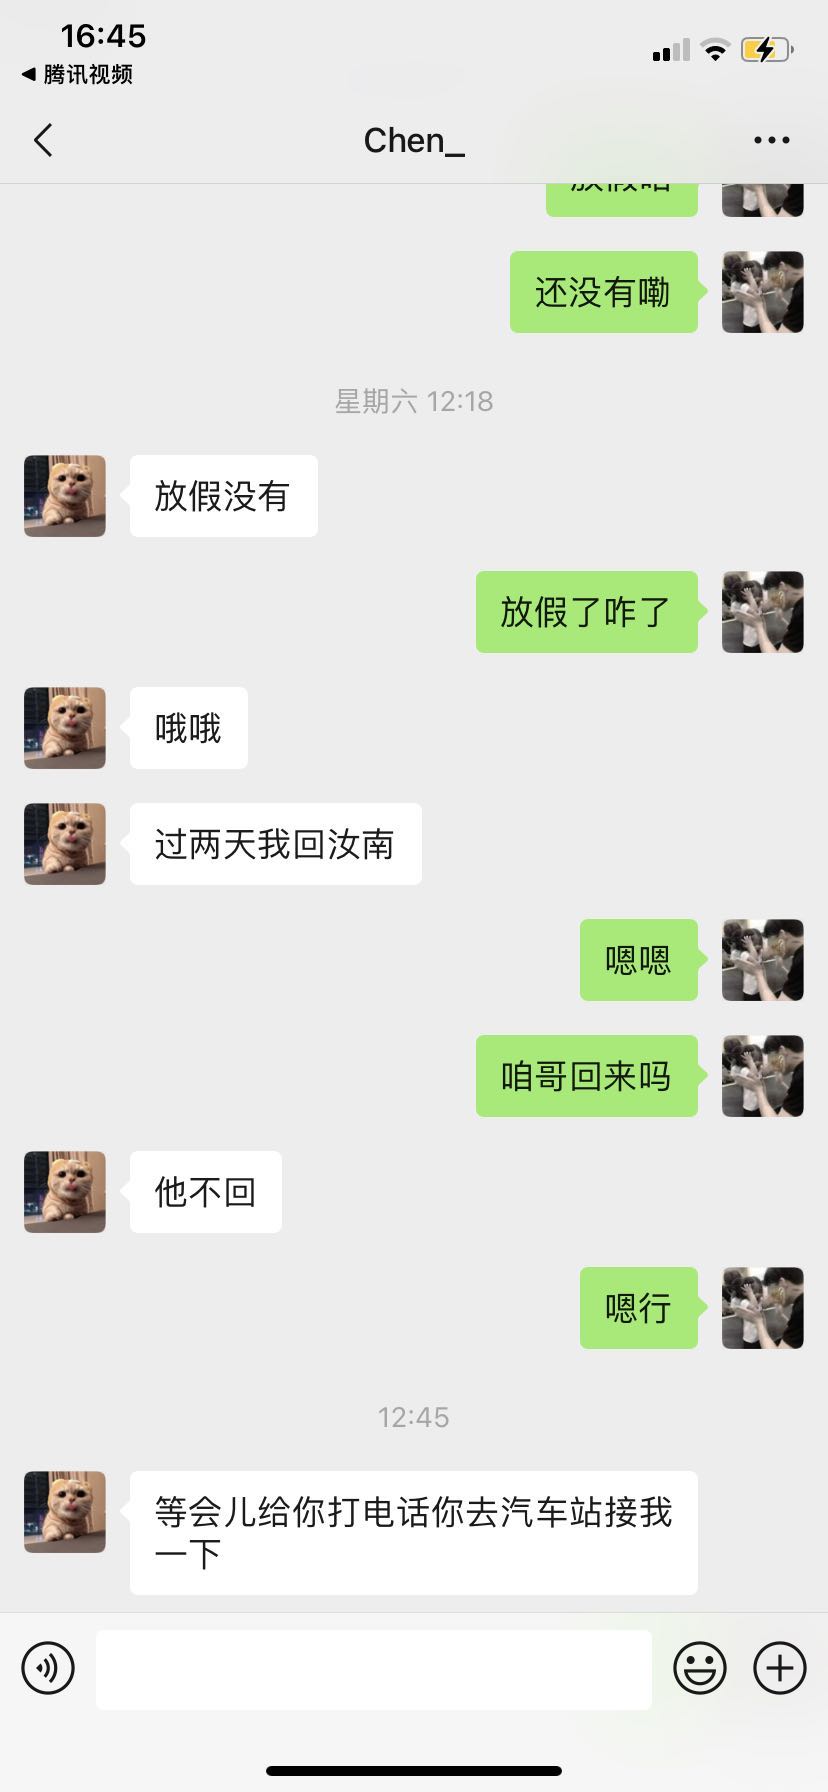 16:45
腾讯视频
Chen_
还没有嘞
星期六 12:18
放假没有
放假了咋了
哦哦
过两天我回汝南
嗯嗯
咱哥回来吗
他不回
嗯行
12:45
等会儿给你打电话你去汽车站接我
一下